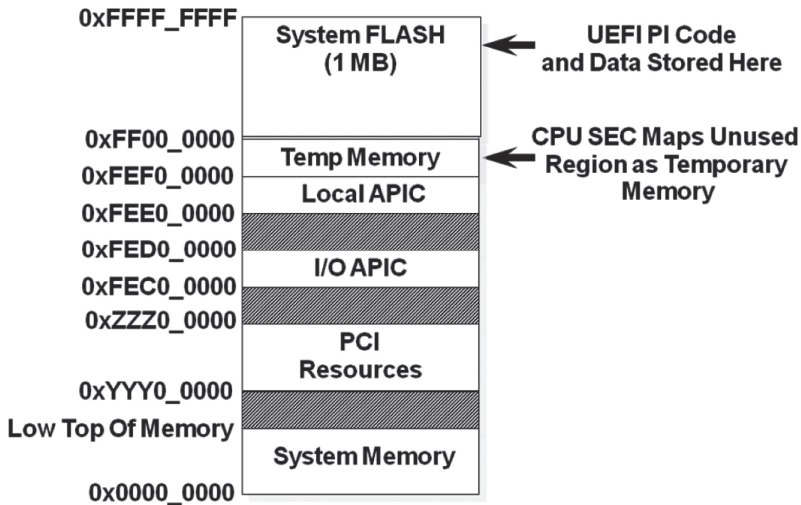 0xFFFF_FFFF
System FLASH
(1 MB)
UEFI PI Code
and Data Stored Here
0xFF00_0000
Temp Memory
CPU SEC Maps Unused
Region as Temporary
Memory
0xFEF0_0000
Local APIC
0xFEE0_0000
0xFED0_0000
I/O APIC
0xFEC0_0000
0xZZZ0_0000
PCI
Resources
0xYYY0_0000
Low Top Of Memory
System Memory
0x0000_0000